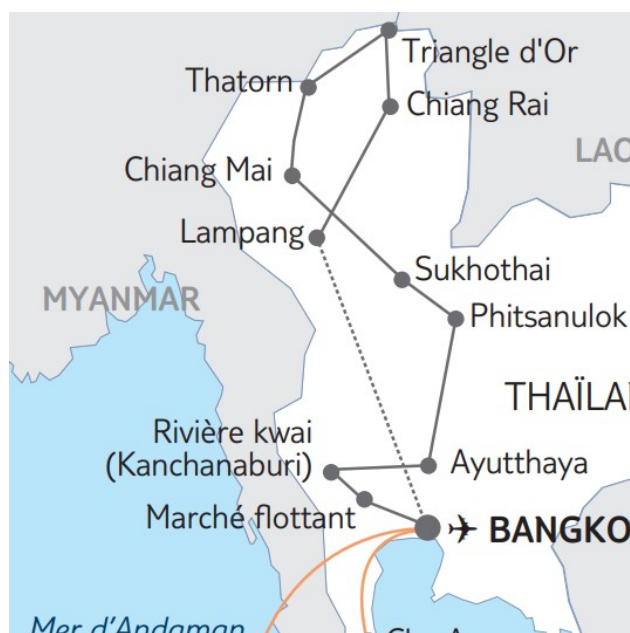 Triangle d'Or
Thatorn
Chiang Rai
LAO
Chiang Mai
Lampang
Sukhothai
MYANMAR
Phitsanulok
THAÏLA
Rivière kwai
(Kanchanaburi)
Ayutthaya
Marché flottant
BANGKO
Mer d'Andaman